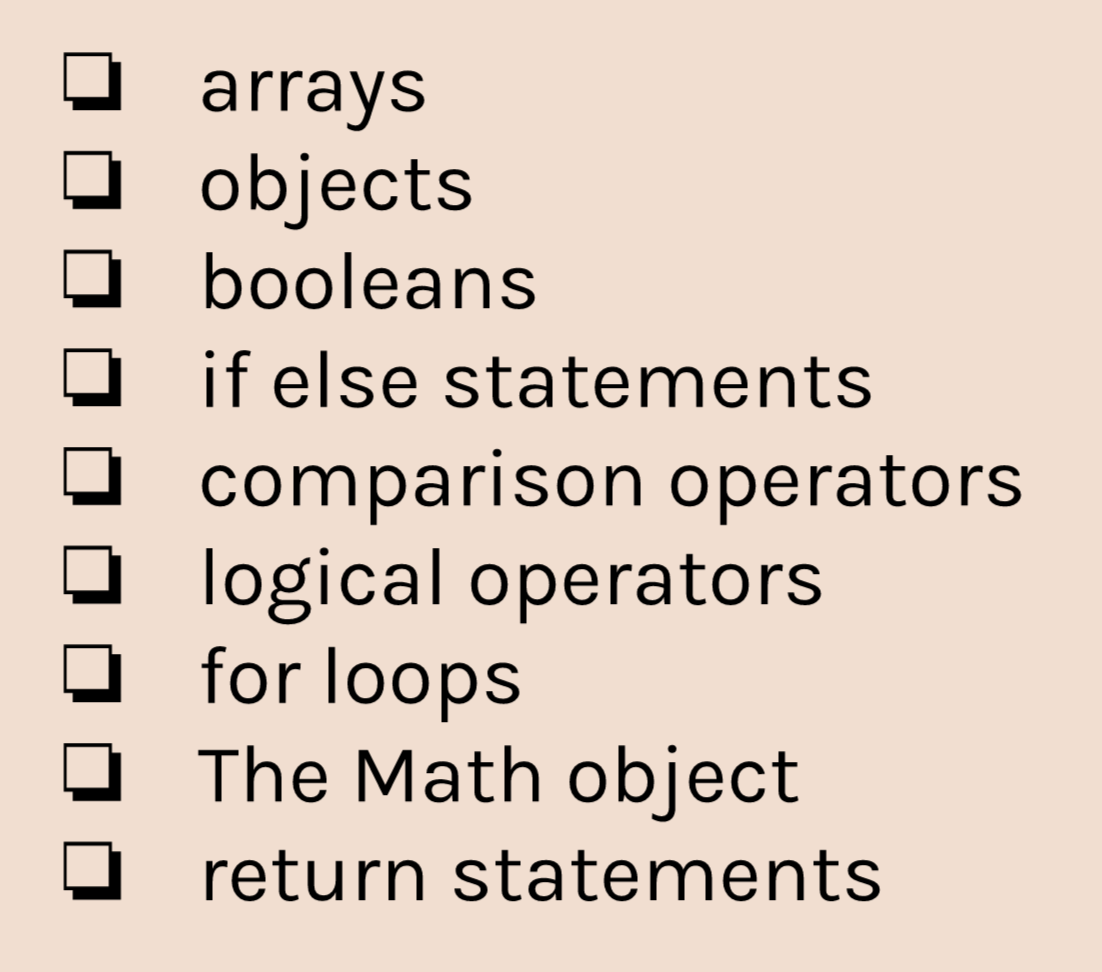 ❏ arrays
❏ objects
❏ booleans
❏ if else statements
❏ comparison operators
❏ logical operators
❏ for loops
❏ The Math object
❏ return statements